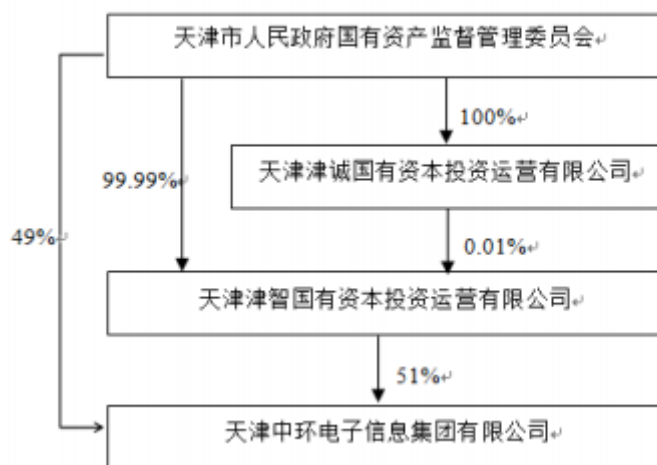 天津市人民政府国有资产监督管理委员会
100%
天津津诚国有资本投资运营有限公司
99.99%
49%
0.01%
天津津智国有资本投资运营有限公司
51%
天津中环电子信息集团有限公司